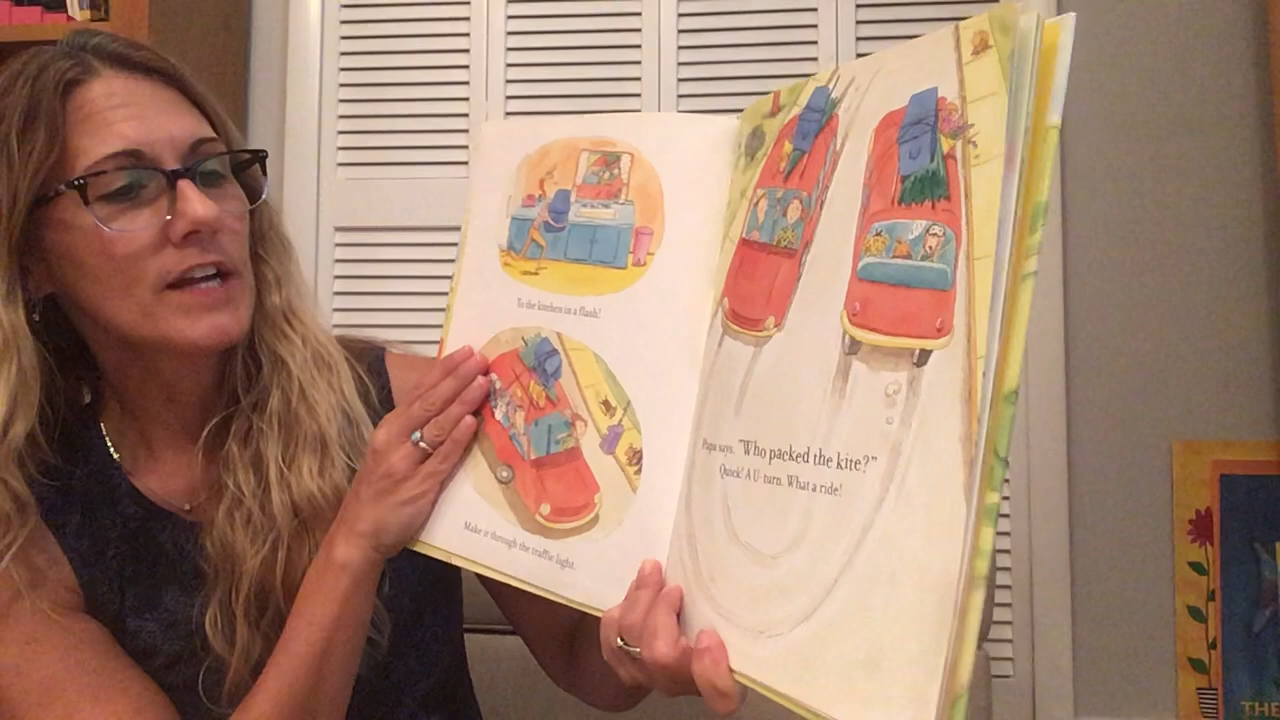 To the kitchen in a flash!
Make it through the traffic light.
Papa says, "Who packed the kite?"
Quick! A U-turn. What a ride!
THE